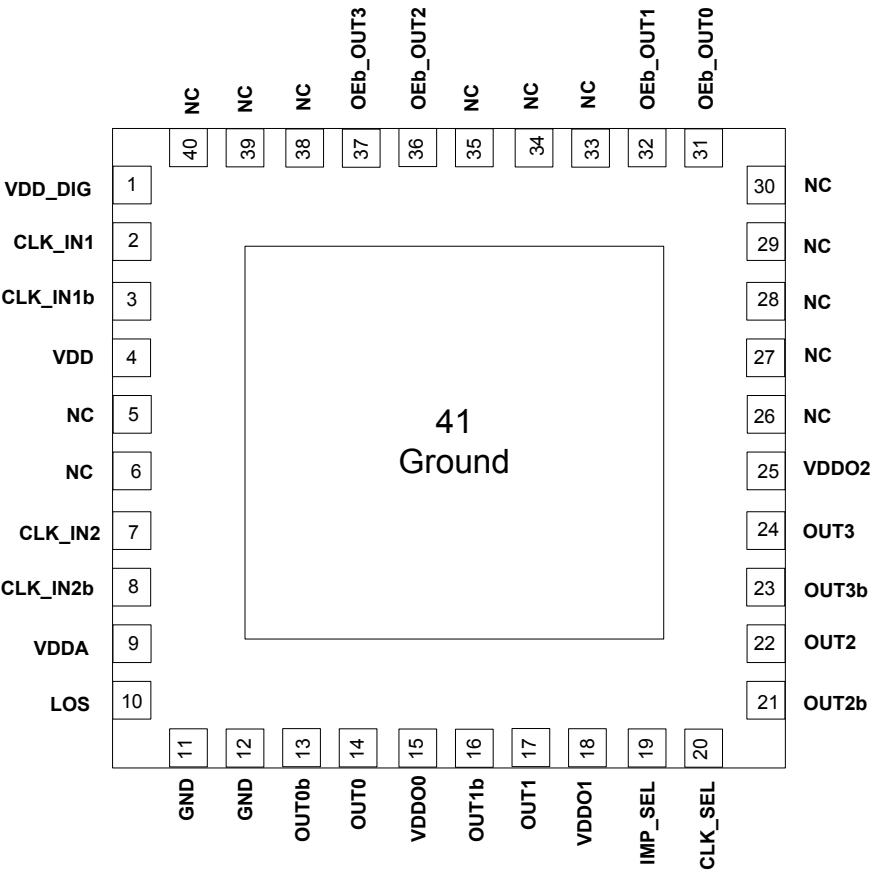 NC
NC
NC
OEb_OUT3
OEb_OUT2
NC
NC
NC
OEb_OUT1
OEb_OUT0
40
39
38
37
36
35
34
33
32
31
VDD_DIG 1
CLK_IN1 2
CLK_IN1b 3
VDD 4
NC 5
NC 6
CLK_IN2 7
CLK_IN2b 8
VDDA 9
LOS 10
41
Ground
30 NC
29 NC
28 NC
27 NC
26 NC
25 VDDO2
24 OUT3
23 OUT3b
22 OUT2
21 OUT2b
11
12
13
14
15
16
17
18
19
20
GND
GND
OUT0b
OUT0
VDDO0
OUT1b
OUT1
VDDO1
IMP_SEL
CLK_SEL